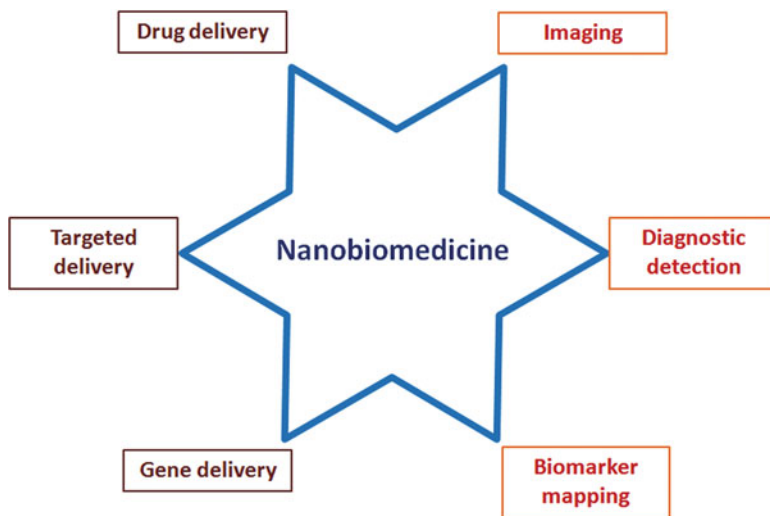 Drug delivery
Imaging
Targeted
delivery
Nanobiomedicine
Diagnostic
detection
Gene delivery
Biomarker
mapping